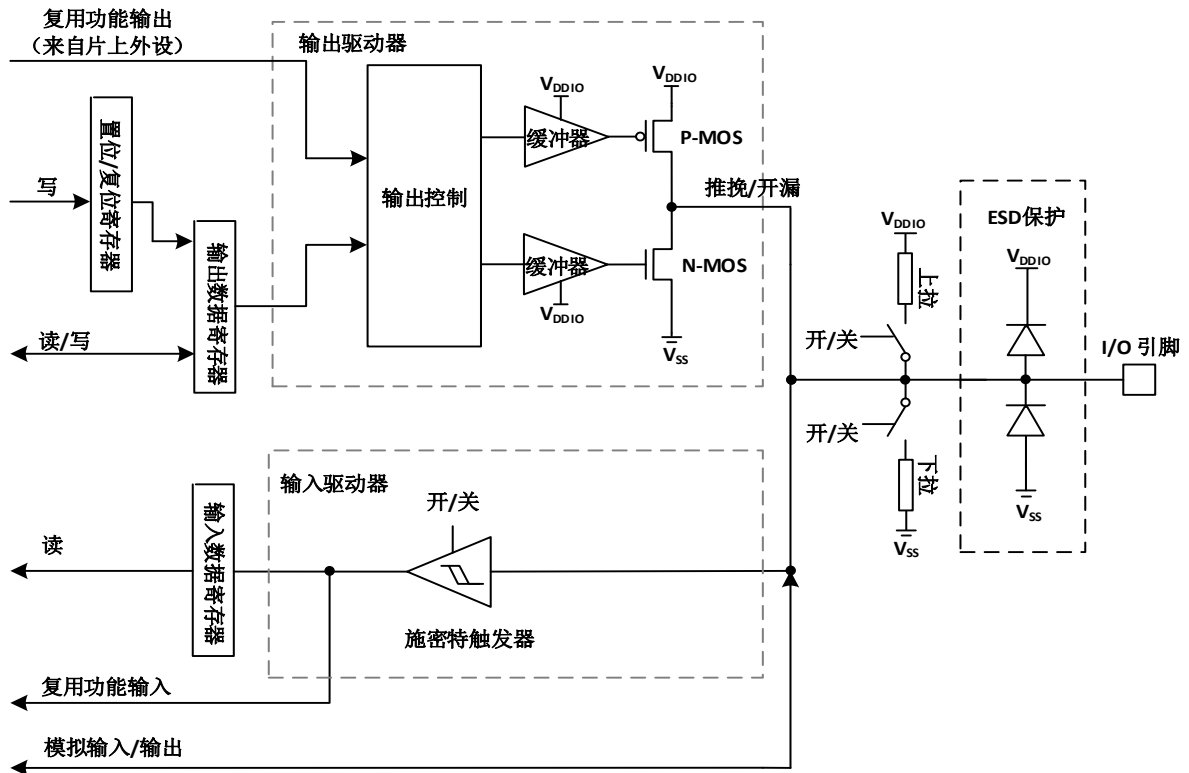 复用功能输出
（来自片上外设）
输出驱动器
VDDIO
VDDIO
置位/复位寄存器
缓冲器
P-MOS
写
输出控制
推挽/开漏
ESD保护
输出数据寄存器
缓冲器
N-MOS
VDDIO
上拉
VDDIO
VDDIO
读/写
VSS
开/关
I/O 引脚
开/关
下拉
输入驱动器
开/关
VSS
VSS
输入数据寄存器
读
施密特触发器
复用功能输入
模拟输入/输出